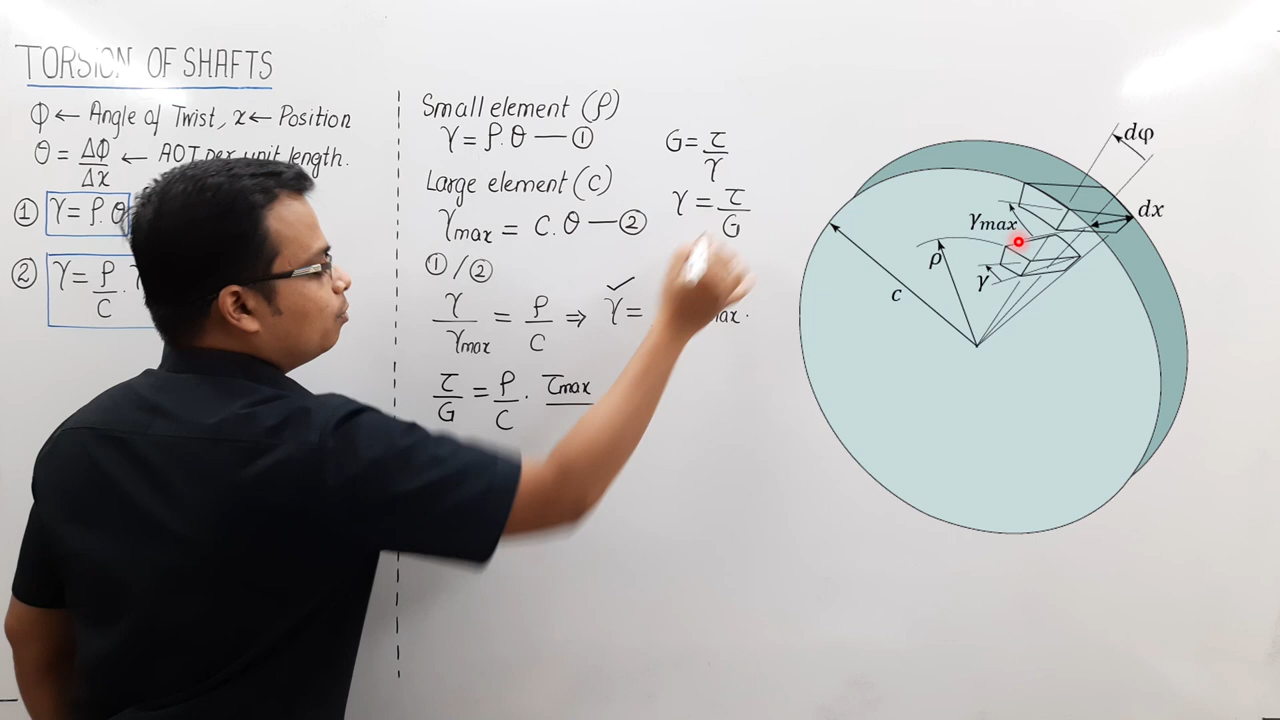 TORSION OF SHAFTS
Φ ← Angle of Twist, x ← Position
θ = ΔΦ/Δx ← AOT per unit length.
① γ = ρ.θ
② γ = ρ/C .
Small element (ρ)
γ = ρ.θ — ①
Large element (C)
γmax = C.θ — ②
①/②
γ/γmax = ρ/C ⇒ γ =
τ/G = ρ/C . τmax
G = τ/γ
γ = τ/G
dφ
dx
γmax
ρ
γ
c